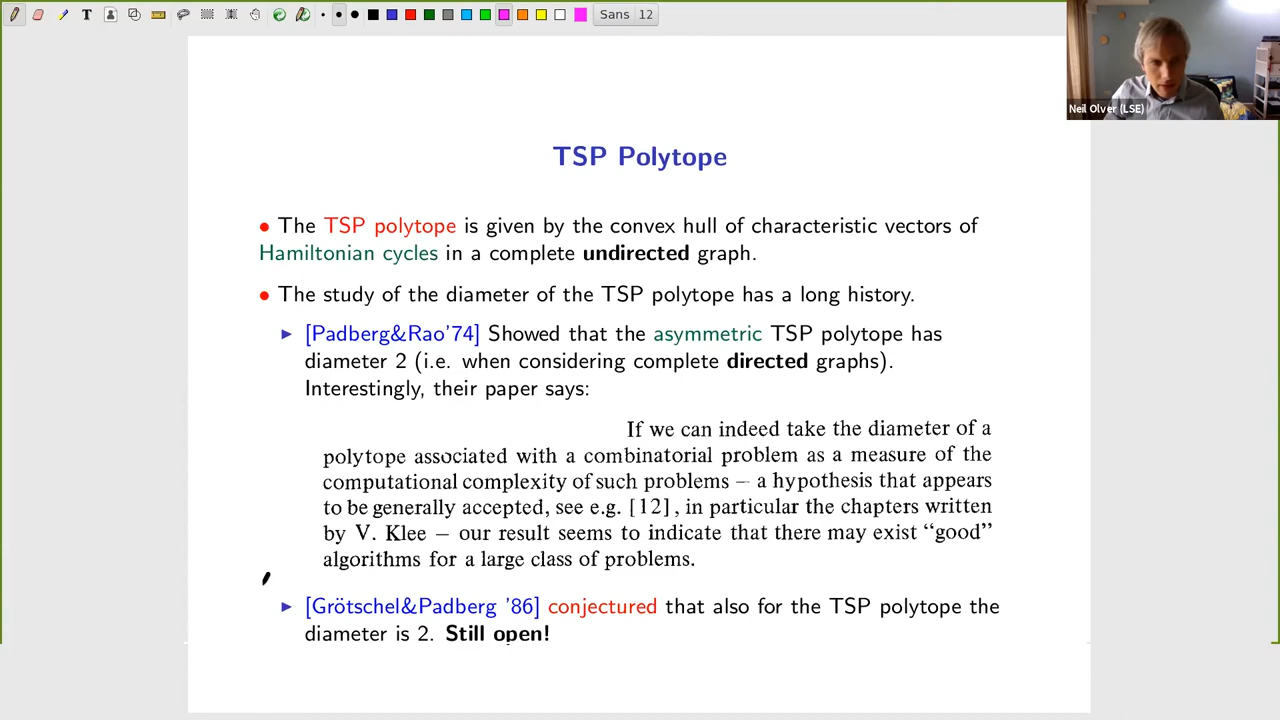 Sans 12
Neil Olver (LSE)
TSP Polytope
• The TSP polytope is given by the convex hull of characteristic vectors of
Hamiltonian cycles in a complete undirected graph.
• The study of the diameter of the TSP polytope has a long history.
▶ [Padberg&Rao'74] Showed that the asymmetric TSP polytope has
diameter 2 (i.e. when considering complete directed graphs).
Interestingly, their paper says:
If we can indeed take the diameter of a
polytope associated with a combinatorial problem as a measure of the
computational complexity of such problems – a hypothesis that appears
to be generally accepted, see e.g. [12], in particular the chapters written
by V. Klee – our result seems to indicate that there may exist “good”
algorithms for a large class of problems.
▶ [Grötschel&Padberg '86] conjectured that also for the TSP polytope the
diameter is 2. Still open!